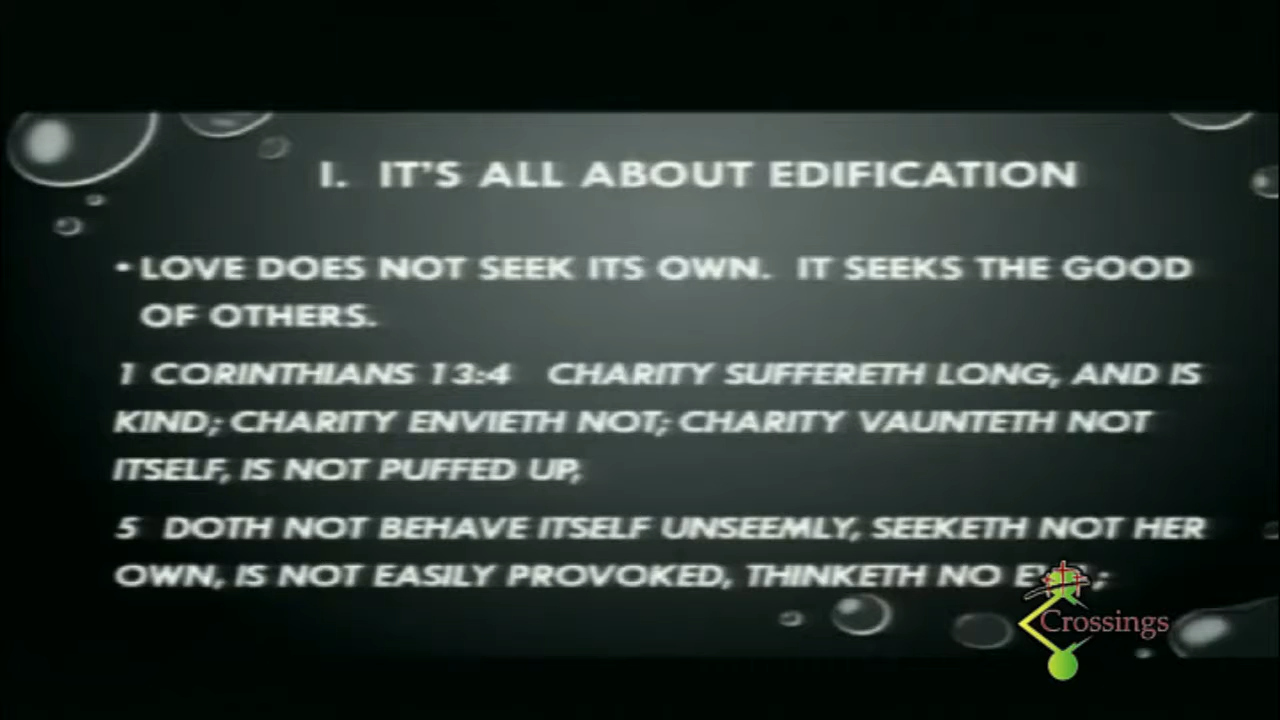 I. IT'S ALL ABOUT EDIFICATION
• LOVE DOES NOT SEEK ITS OWN. IT SEEKS THE GOOD
OF OTHERS.
1 CORINTHIANS 13:4 CHARITY SUFFERETH LONG, AND IS
KIND; CHARITY ENVIETH NOT; CHARITY VAUNTETH NOT
ITSELF, IS NOT PUFFED UP,
5 DOTH NOT BEHAVE ITSELF UNSEEMLY, SEEKETH NOT HER
OWN, IS NOT EASILY PROVOKED, THINKETH NO
Crossings